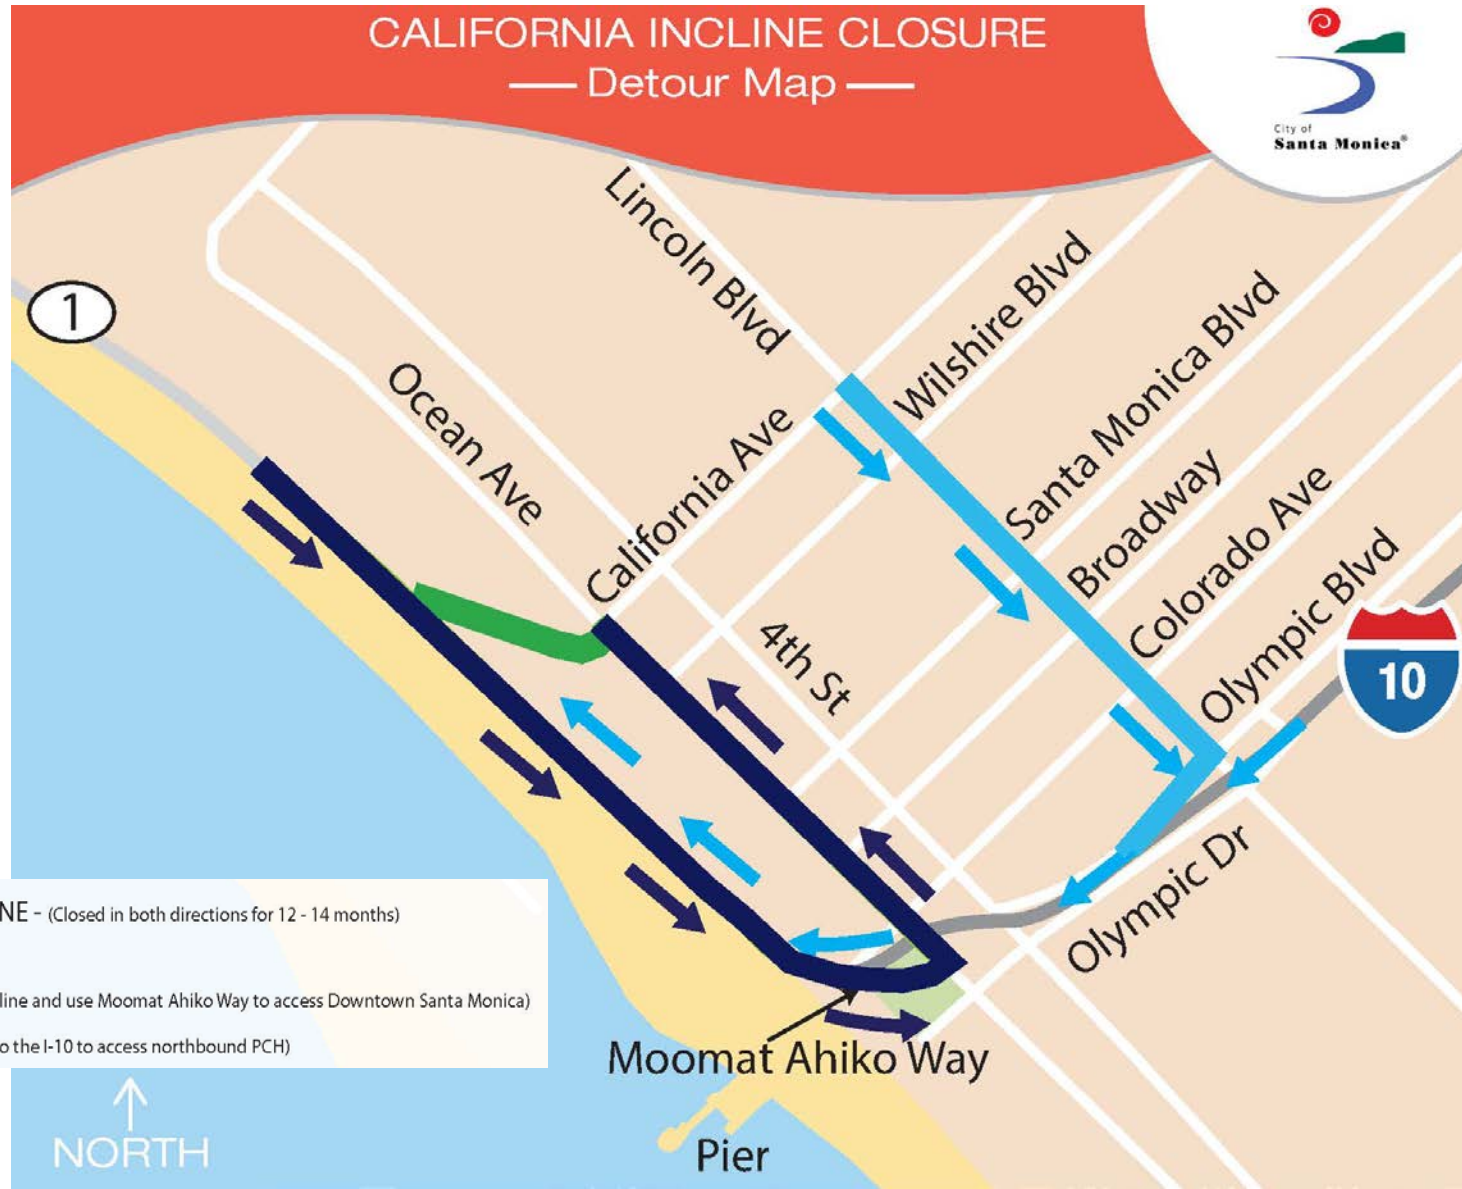 CALIFORNIA INCLINE CLOSURE
Detour Map
City of
Santa Monica®
1
Lincoln Blvd
Wilshire Blvd
Ocean Ave
California Ave
Santa Monica Blvd
Broadway
Colorado Ave
4th St
Olympic Blvd
10
Olympic Dr
NE - (Closed in both directions for 12 - 14 months)
line and use Moomat Ahiko Way to access Downtown Santa Monica)
o the I-10 to access northbound PCH)
Moomat Ahiko Way
NORTH
Pier